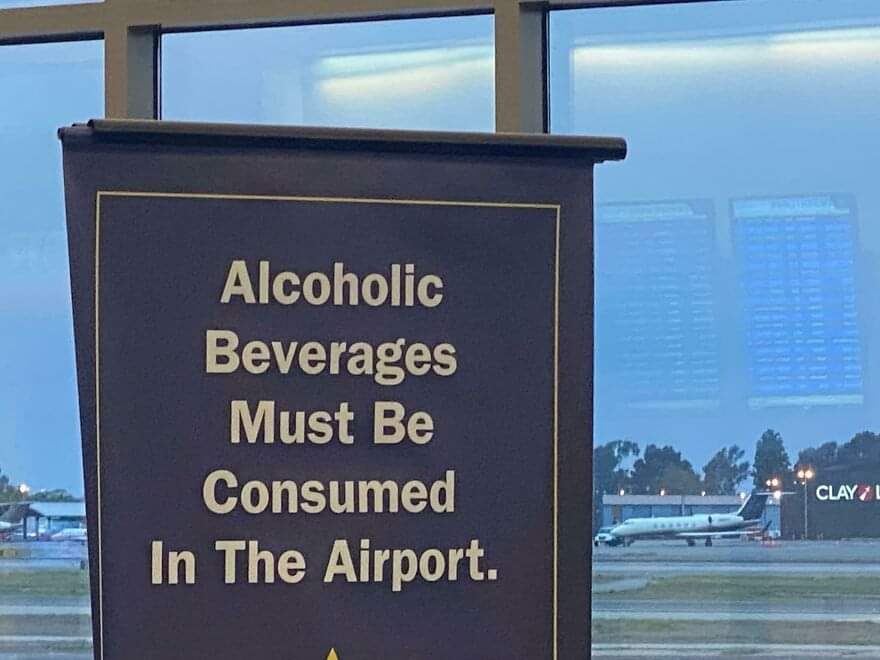 Alcoholic
Beverages
Must Be
Consumed
In The Airport.
CLAY